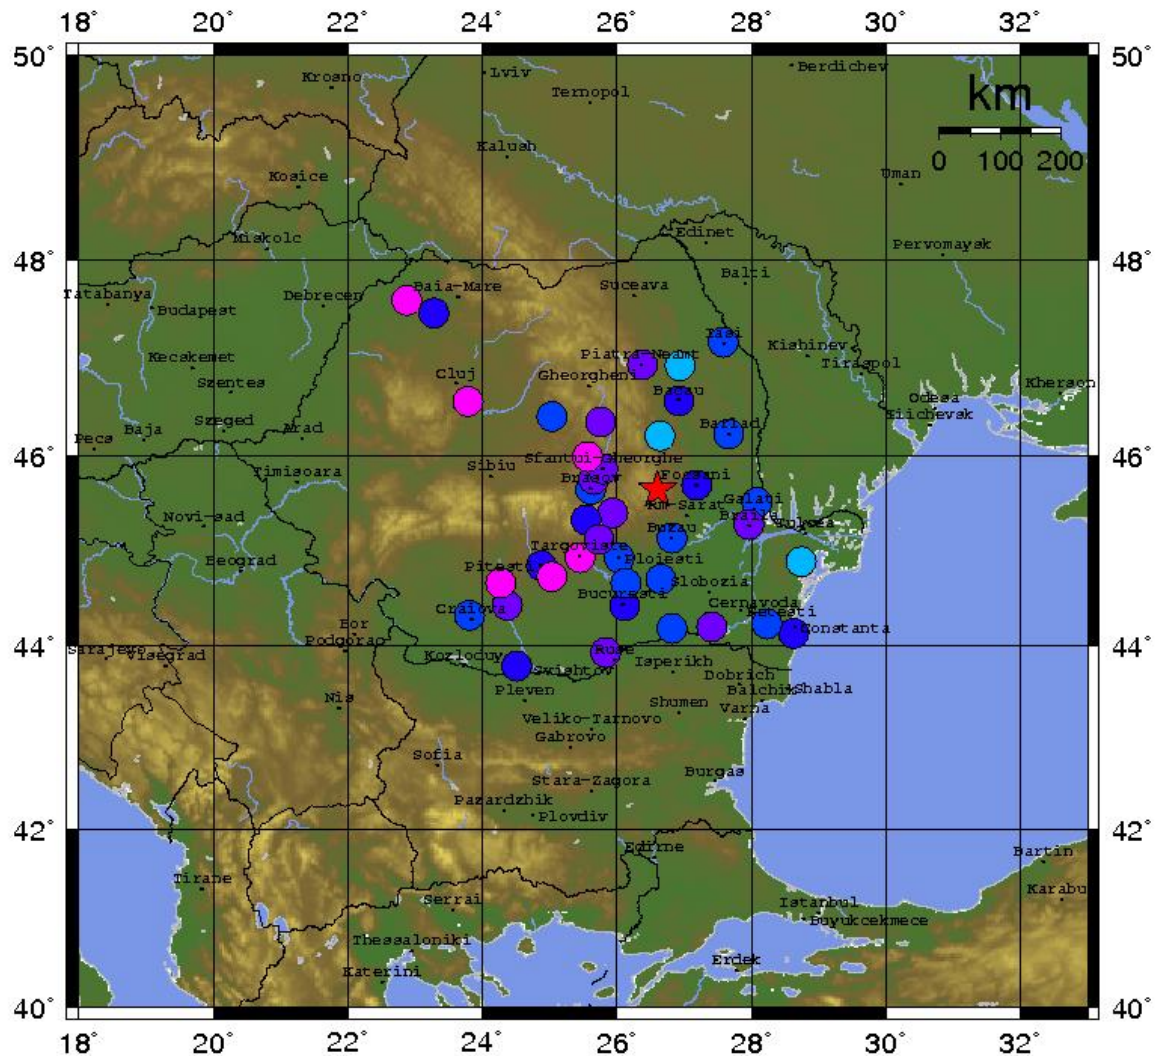 18° 20° 22° 24° 26° 28° 30° 32°
50° 50°
Berdichev
Lviv
Krosno
Ternopol
km
Kalush
0 100 200
Kosice
Uman
Edinet
Miskolc
Pervomaysk
48° 48°
Balti
Baia-Mare
Suceava
Tatabanya
Debrecen
Budapest
Iasi
Kishinev
Kecskemet
Piatra-Neamt
Tiraspol
Cluj
Gheorgheni
Szentes
Bacau
Kherson
Odesa
Szeged
Barlad
Iliichevsk
Baja
Arad
Pecs
46° 46°
Sfantul-Gheorghe
Sibiu
Timisoara
Brasov
Focsani
Galati
Rm-Sarat
Novi-sad
Braila
Tulcea
Buzau
Targoviste
Beograd
Ploiesti
Pitesti
Slobozia
Bucuresti
Cernavoda
Craiova
Bor
Constanta
44° 44°
Podgorac
Sarajevo
Visegrad
Kozloduy
Ruse
Isperikh
Svishtov
Dobrich
Pleven
Balchik
Shabla
Nis
Shumen
Varna
Veliko-Tarnovo
Gabrovo
Sofia
Burgas
Stara-Zagora
Pazardzhik
Plovdiv
42° 42°
Edirne
Bartin
Tirane
Karabu
Serrai
Istanbul
Buyukcekmece
Thessaloniki
Erdek
Katerini
40° 40°
18° 20° 22° 24° 26° 28° 30° 32°